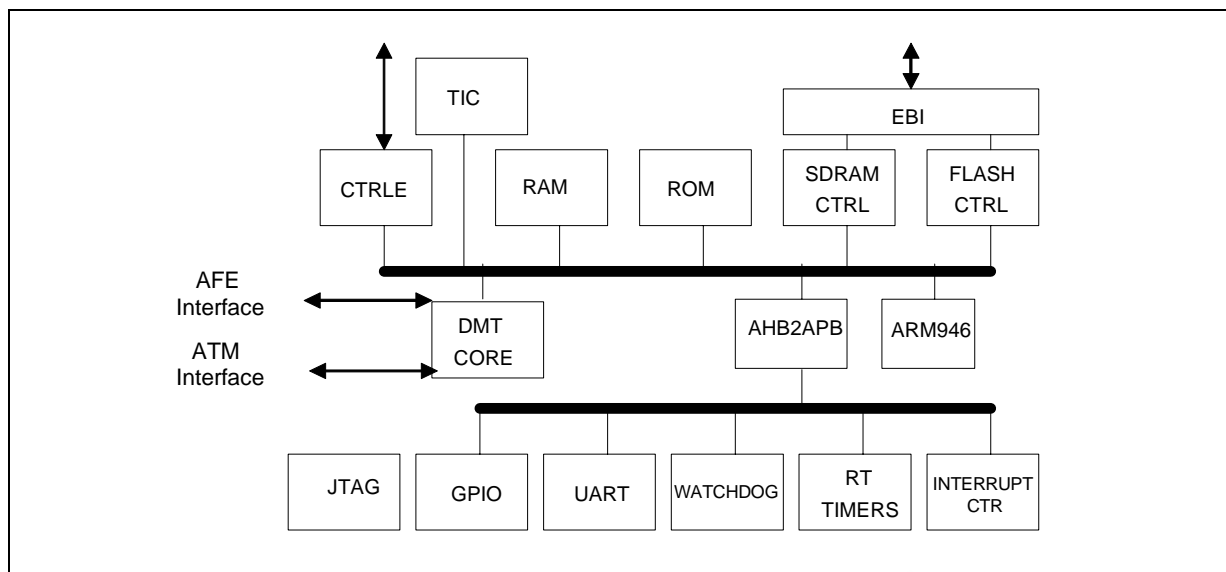 TIC
EBI
CTRLE
RAM
ROM
SDRAM
CTRL
FLASH
CTRL
AFE
Interface
ATM
Interface
DMT
CORE
AHB2APB
ARM946
JTAG
GPIO
UART
WATCHDOG
RT
TIMERS
INTERRUPT
CTR